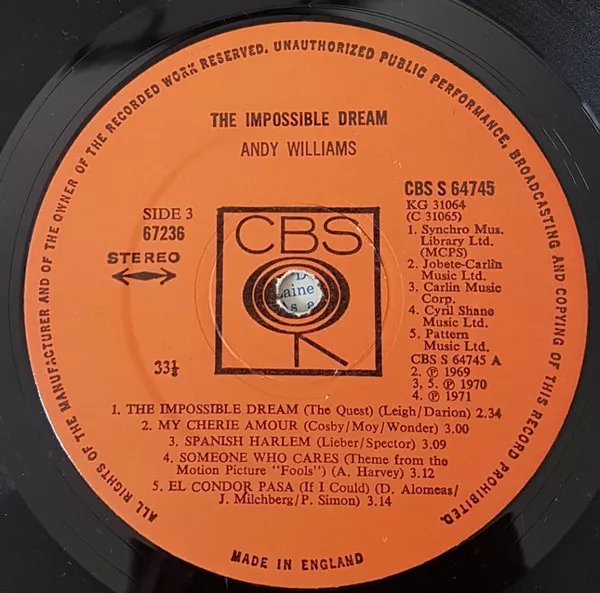 ALL RIGHTS OF THE MANUFACTURER AND OF THE OWNER OF THE RECORDED WORK RESERVED. UNAUTHORIZED PUBLIC PERFORMANCE, BROADCASTING AND COPYING OF THIS RECORD PROHIBITED.
THE IMPOSSIBLE DREAM
ANDY WILLIAMS
SIDE 3
67236
STEREO
33⅓
CBS
aine
CBS S 64745
KG 31064
(C 31065)
1. Synchro Mus.
Library Ltd.
(MCPS)
2. Jobete-Carlin
Music Ltd.
3. Carlin Music
Corp.
4. Cyril Shane
Music Ltd.
5. Pattern
Music Ltd.
CBS S 64745 A
2. ℗ 1969
3, 5. ℗ 1970
4. ℗ 1971
1. THE IMPOSSIBLE DREAM (The Quest) (Leigh/Darion) 2.34
2. MY CHERIE AMOUR (Cosby/Moy/Wonder) 3.00
3. SPANISH HARLEM (Lieber/Spector) 3.09
4. SOMEONE WHO CARES (Theme from the
Motion Picture "Fools") (A. Harvey) 3.12
5. EL CONDOR PASA (If I Could) (D. Alomeas/
J. Milchberg/P. Simon) 3.14
MADE IN ENGLAND